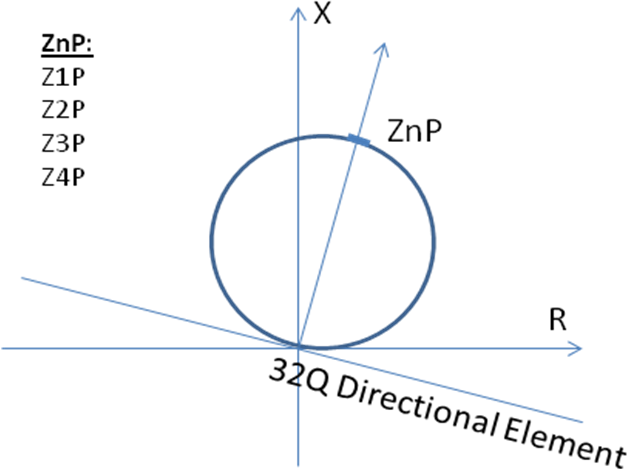 X
ZnP:
Z1P
Z2P
Z3P
Z4P
ZnP
R
32Q Directional Element